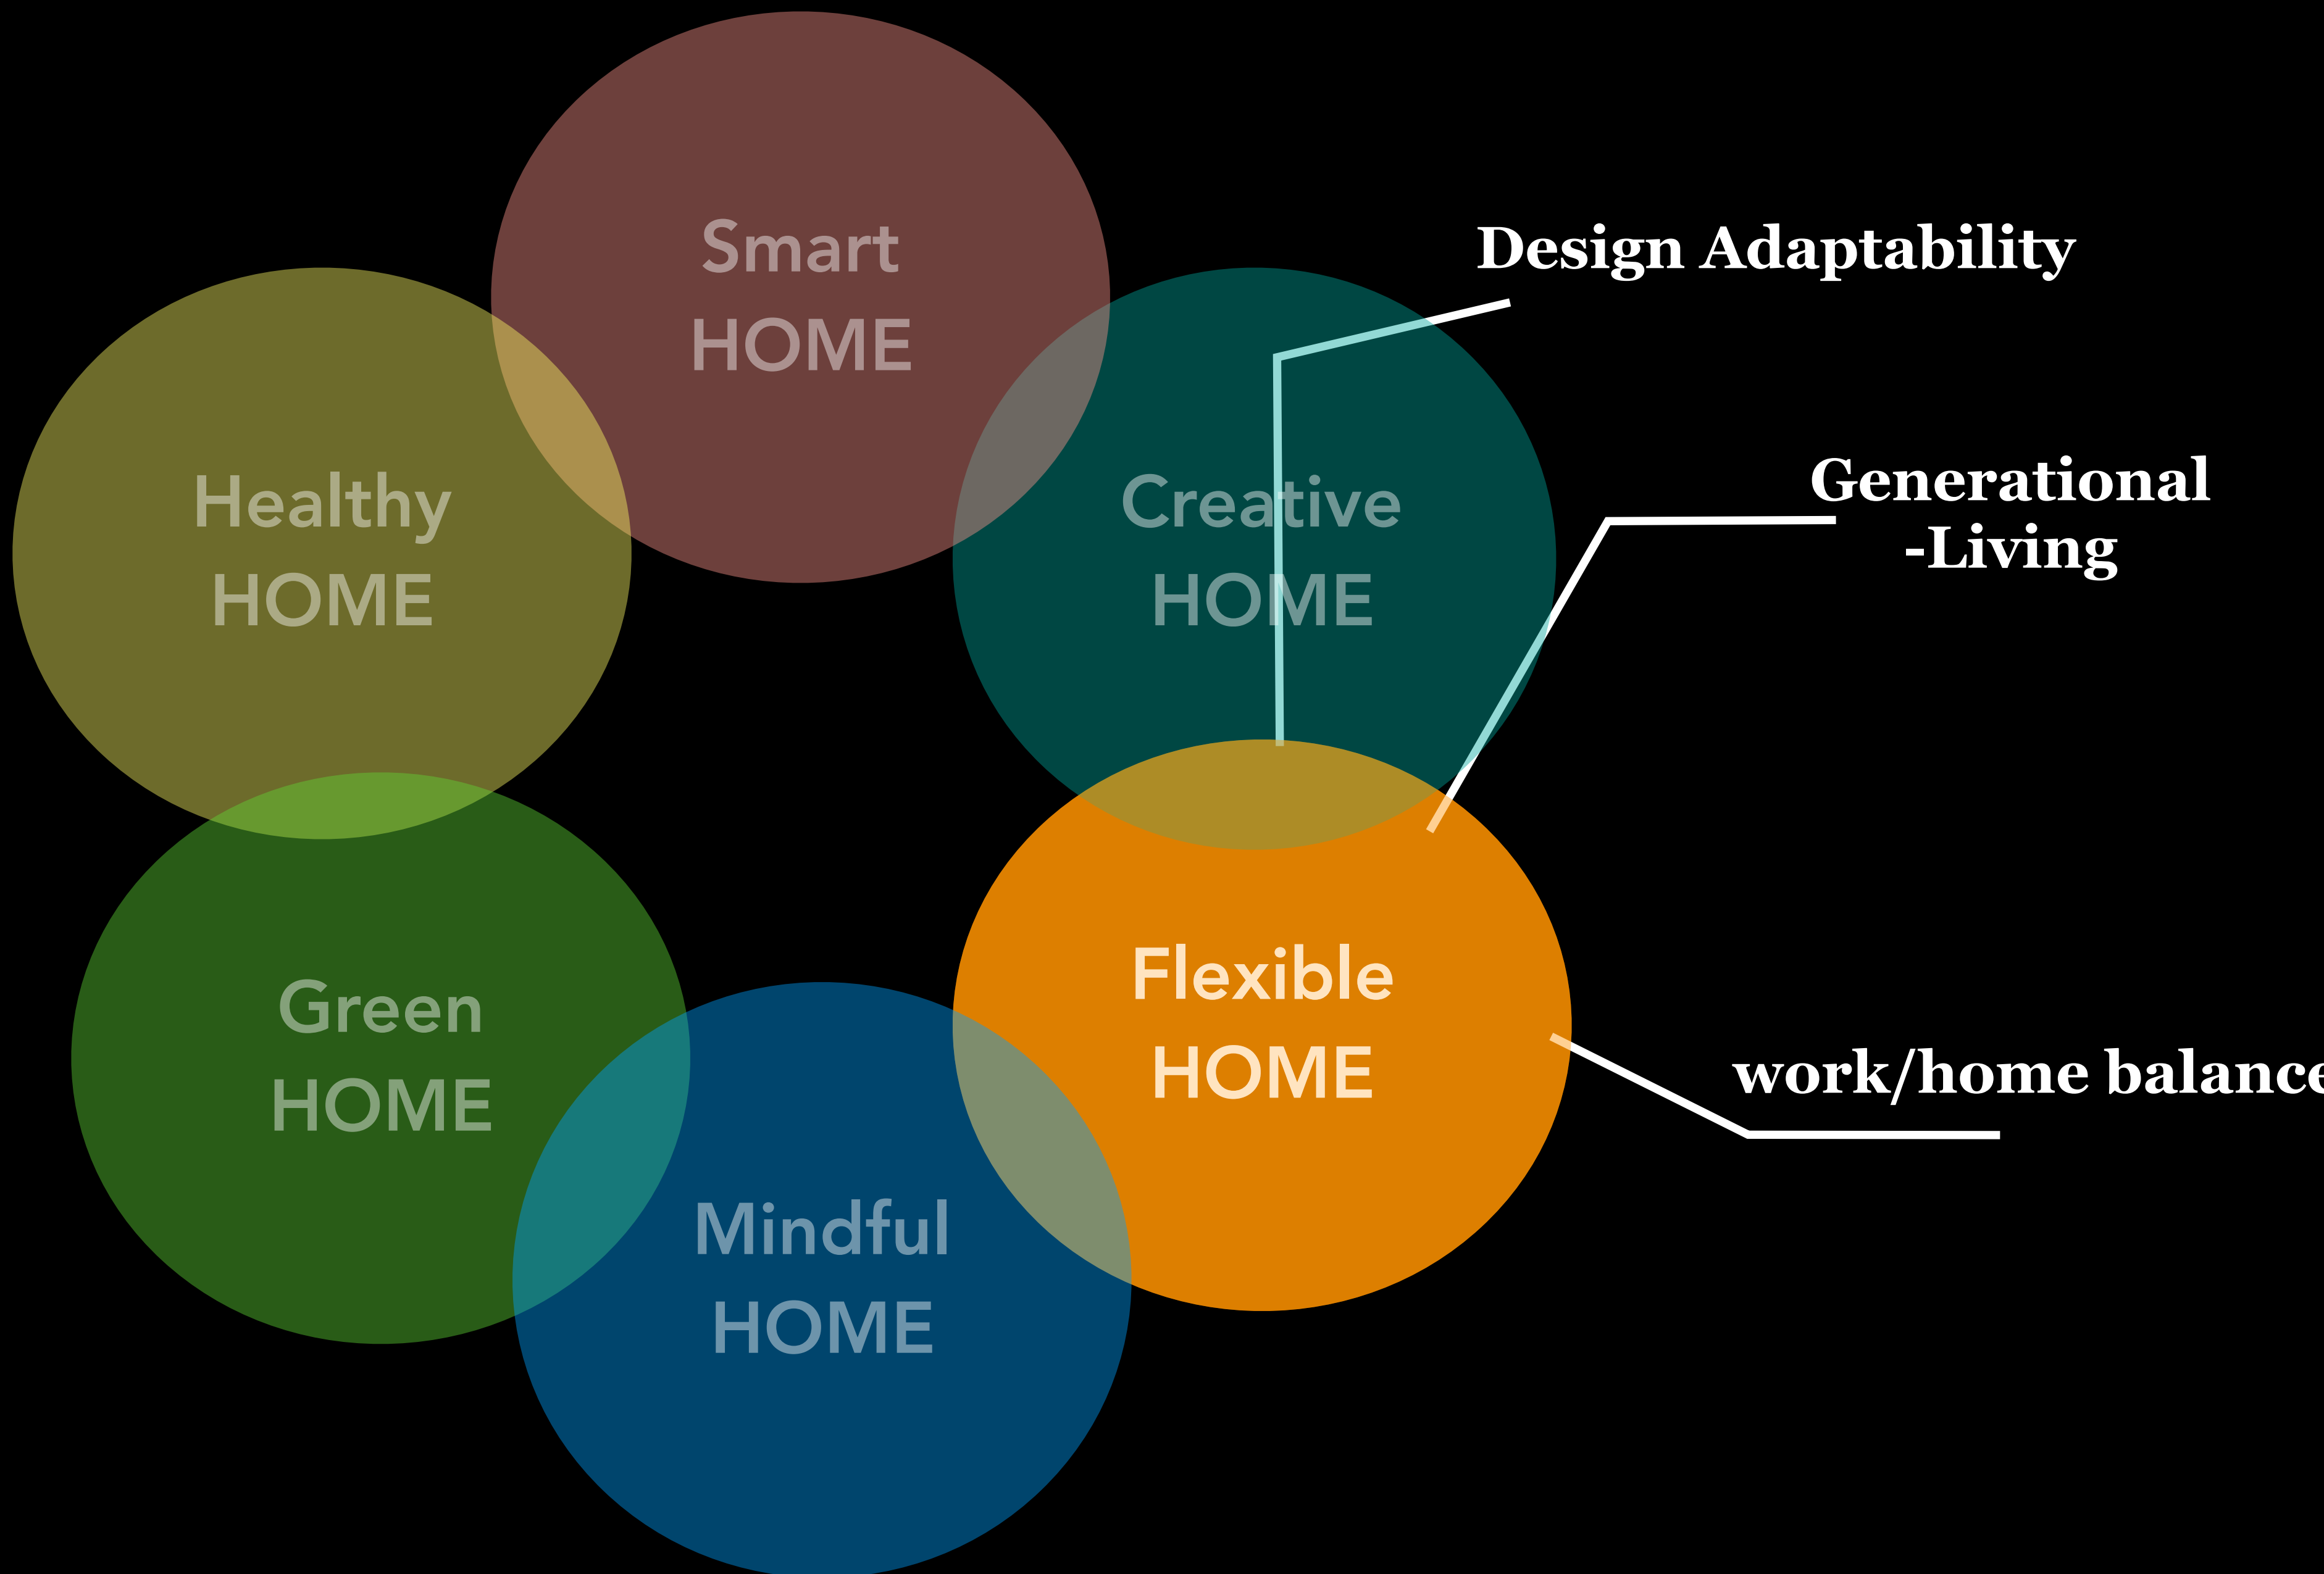 Smart
HOME
Design Adaptability
Healthy
HOME
Creative
HOME
Generational
-Living
Green
HOME
Flexible
HOME
work/home balance
Mindful
HOME